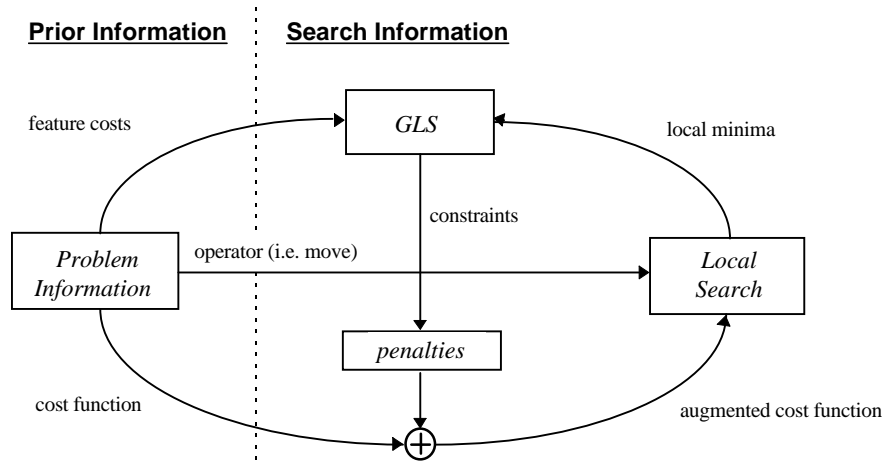 Prior Information
Search Information
feature costs
GLS
local minima
constraints
operator (i.e. move)
Problem
Information
Local
Search
penalties
cost function
augmented cost function